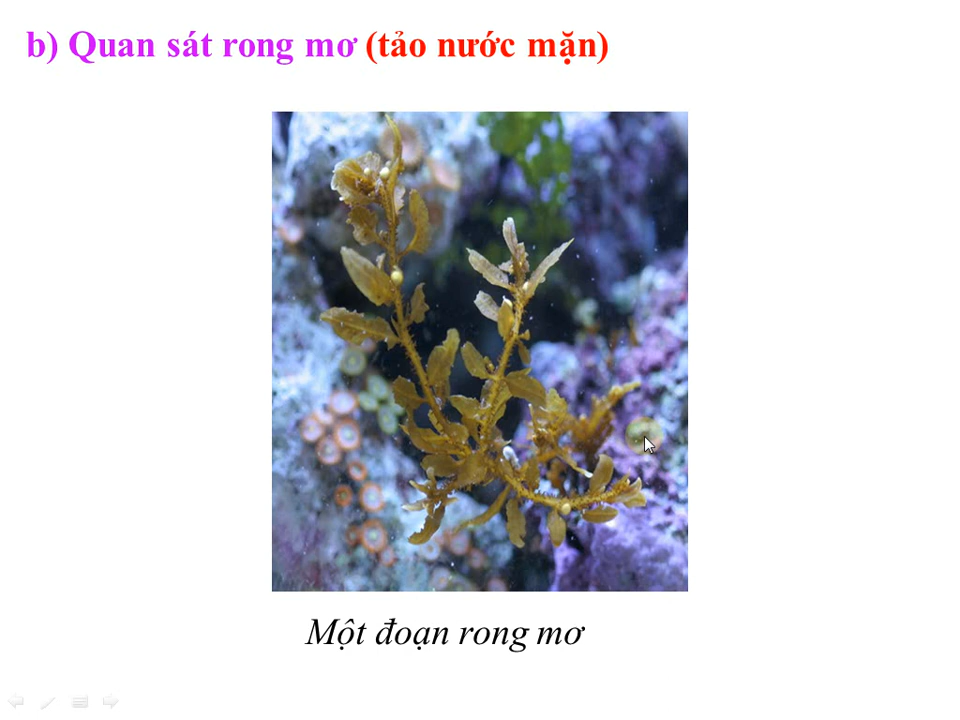 b) Quan sát rong mơ (tảo nước mặn)
Một đoạn rong mơ